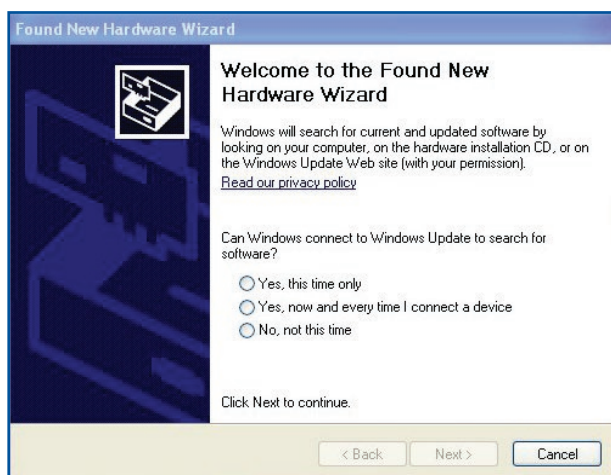 Found New Hardware Wizard
Welcome to the Found New
Hardware Wizard
Windows will search for current and updated software by
looking on your computer, on the hardware installation CD, or on
the Windows Update Web site (with your permission).
Read our privacy policy
Can Windows connect to Windows Update to search for
software?
Yes, this time only
Yes, now and every time I connect a device
No, not this time
Click Next to continue.
< Back Next > Cancel